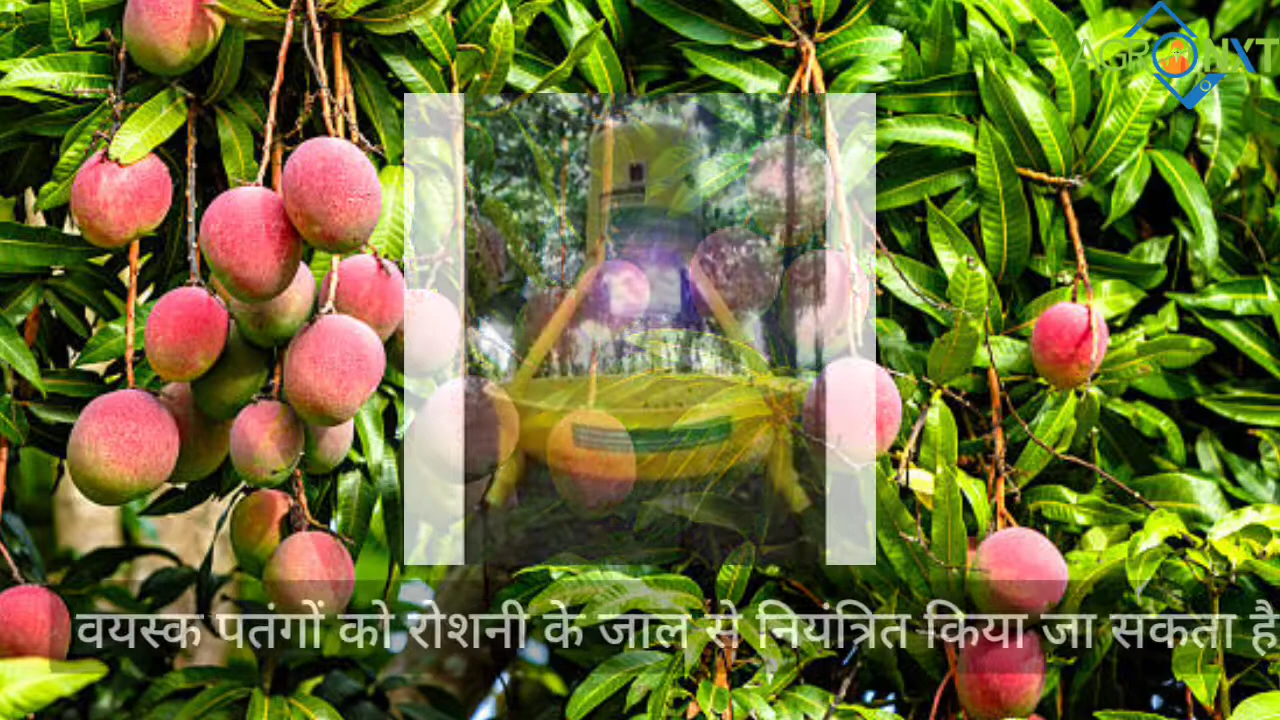 AGRONXT
वयस्क पतंगों को रोशनी के जाल से नियंत्रित किया जा सकता है